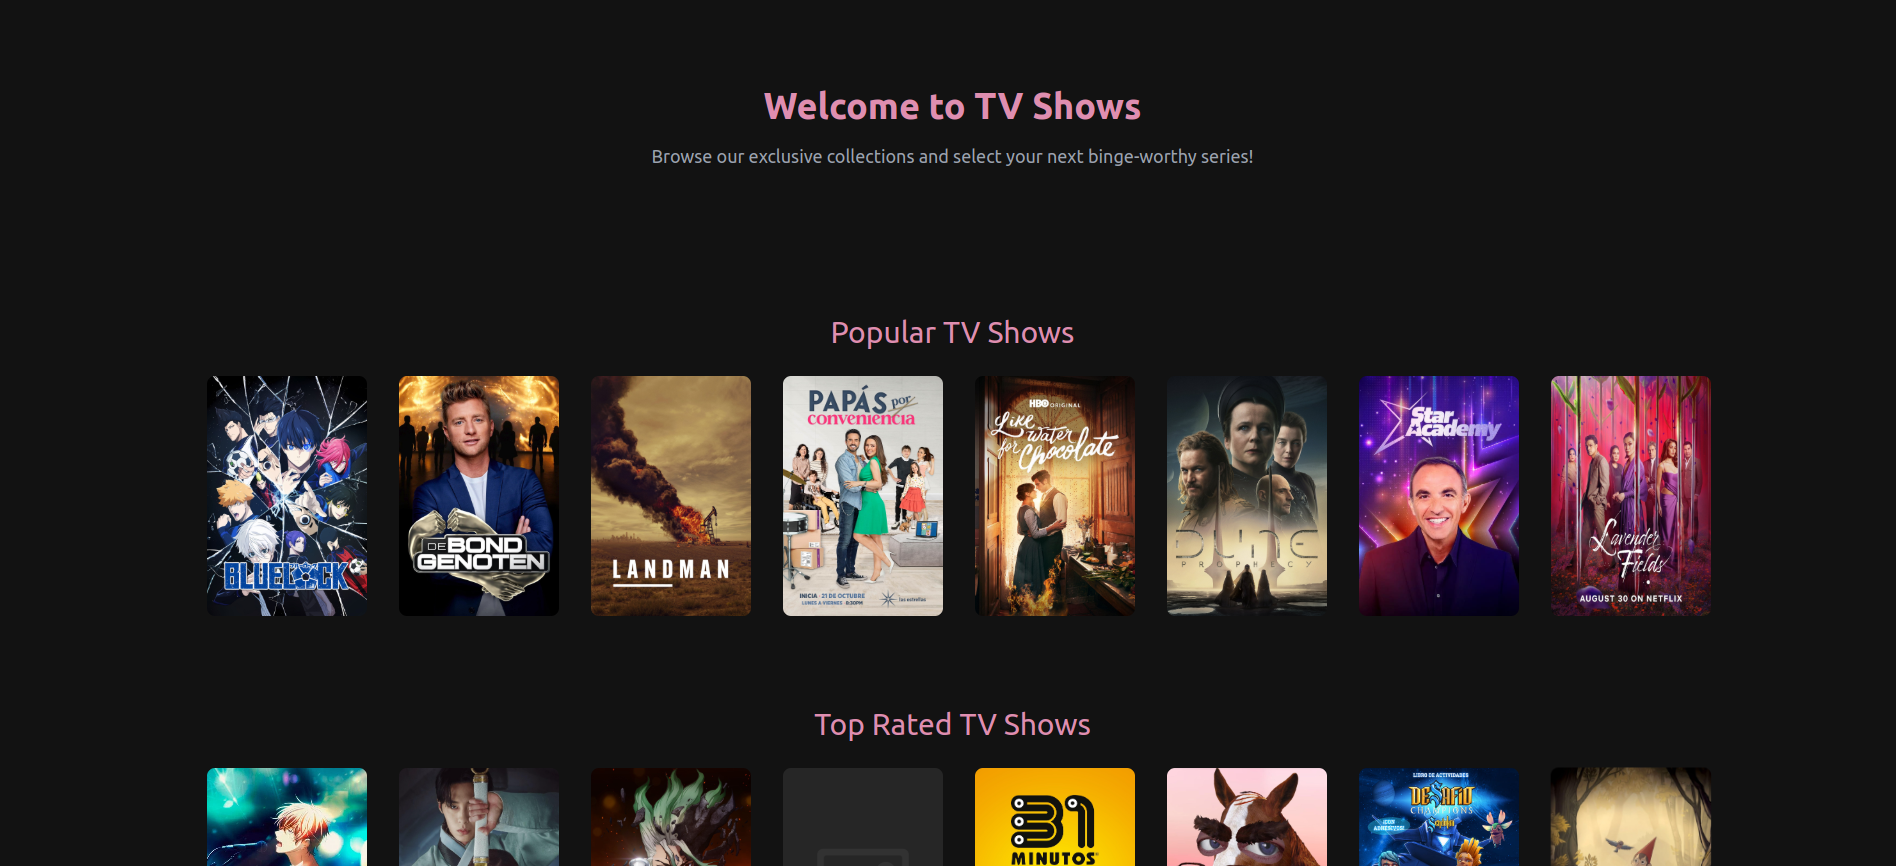 Welcome to TV Shows
Browse our exclusive collections and select your next binge-worthy series!
Popular TV Shows
BLUELOCK
DE BOND
GENOTEN
LANDMAN
PAPÁS por
conveniencia
INICIA 21 DE OCTUBRE
LUNES A VIERNES 8:30PM
las estrellas
HBO ORIGINAL
Like
Water
for Chocolate
DUNE
PROPHECY
Star
Academy
Lavender
Fields
AUGUST 30 ON NETFLIX
Top Rated TV Shows
31
MINUTOS
LIBRO DE ACTIVIDADES
DESAFÍO
CHAMPIONS